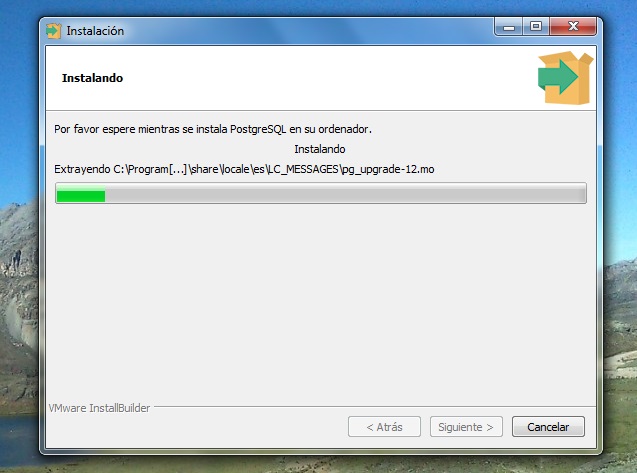 Instalación
Instalando
Por favor espere mientras se instala PostgreSQL en su ordenador.
Instalando
Extrayendo C:\Program[...]\share\locale\es\LC_MESSAGES\pg_upgrade-12.mo
VMware InstallBuilder
< Atrás
Siguiente >
Cancelar